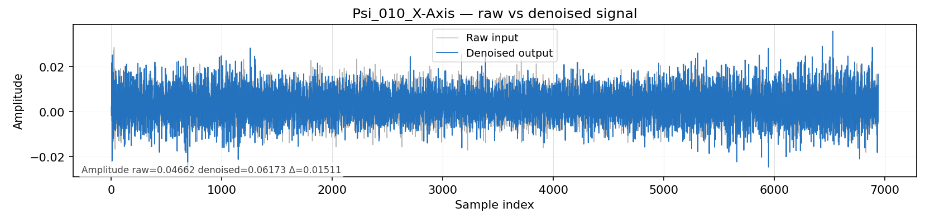 Psi_010_X-Axis — raw vs denoised signal
Raw input
Denoised output
Amplitude
0.02
0.00
−0.02
Amplitude raw=0.04662 denoised=0.06173 Δ=0.01511
0 1000 2000 3000 4000 5000 6000 7000
Sample index